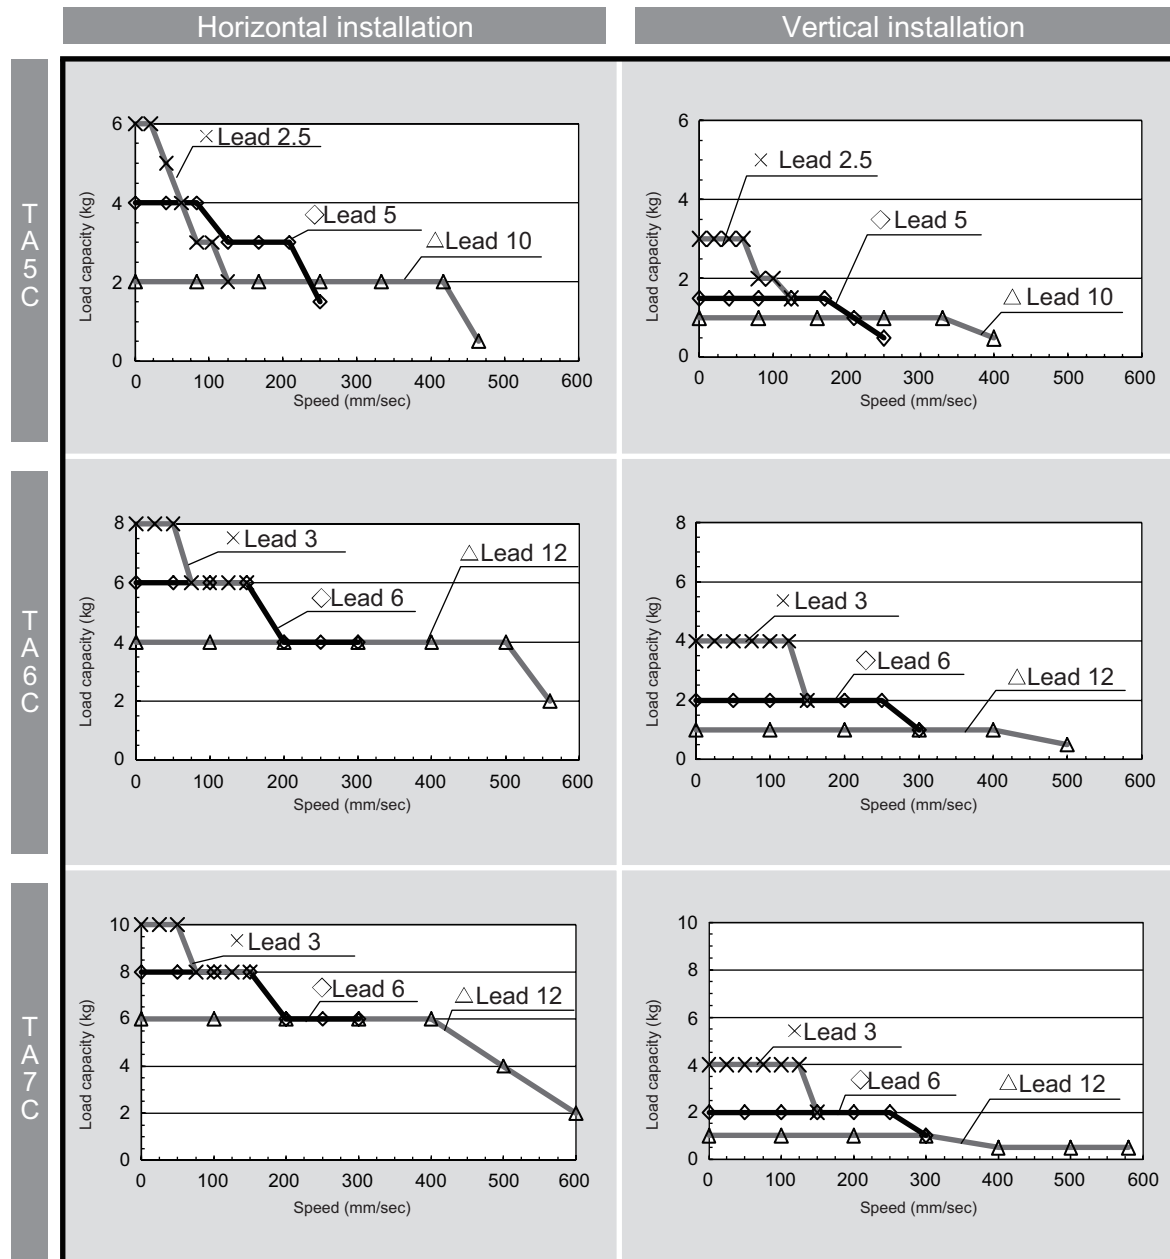 Horizontal installation
Vertical installation
TA5C
Load capacity (kg)
6
4
2
0
× Lead 2.5
◇Lead 5
△Lead 10
0 100 200 300 400 500 600
Speed (mm/sec)
Load capacity (kg)
6
4
2
0
× Lead 2.5
◇Lead 5
△ Lead 10
0 100 200 300 400 500 600
Speed (mm/sec)
TA6C
Load capacity (kg)
8
6
4
2
0
×Lead 3
◇Lead 6
△Lead 12
0 100 200 300 400 500 600
Speed (mm/sec)
Load capacity (kg)
8
6
4
2
0
×Lead 3
◇Lead 6
△Lead 12
0 100 200 300 400 500 600
Speed (mm/sec)
TA7C
Load capacity (kg)
10
8
6
4
2
0
×Lead 3
◇Lead 6
△Lead 12
0 100 200 300 400 500 600
Speed (mm/sec)
Load capacity (kg)
10
8
6
4
2
0
×Lead 3
◇Lead 6
△Lead 12
0 100 200 300 400 500 600
Speed (mm/sec)